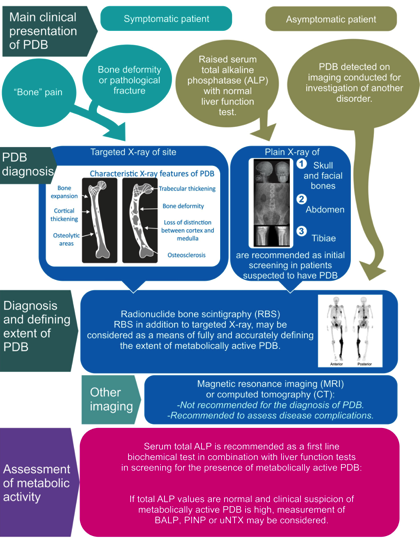 Main clinical
presentation
of PDB
Symptomatic patient
Asymptomatic patient
"Bone" pain
Bone deformity
or pathological
fracture
Raised serum
total alkaline
phosphatase (ALP)
with normal
liver function
test.
PDB detected on
imaging conducted for
investigation of another
disorder.
PDB
diagnosis
Targeted X-ray of site
Characteristic X-ray features of PDB
Bone
expansion
Cortical
thickening
Osteolytic
areas
Trabecular thickening
Bone deformity
Loss of distinction
between cortex and
medulla
Osteosclerosis
Plain X-ray of
1 Skull
and facial
bones
2
Abdomen
3
Tibiae
are recommended as initial
screening in patients
suspected to have PDB
Diagnosis
and defining
extent of
PDB
Radionuclide bone scintigraphy (RBS)
RBS in addition to targeted X-ray, may be
considered as a means of fully and accurately defining
the extent of metabolically active PDB.
Anterior
Posterior
Other
imaging
Magnetic resonance imaging (MRI)
or computed tomography (CT):
-Not recommended for the diagnosis of PDB.
-Recommended to assess disease complications.
Assessment
of metabolic
activity
Serum total ALP is recommended as a first line
biochemical test in combination with liver function tests
in screening for the presence of metabolically active PDB.
If total ALP values are normal and clinical suspicion of
metabolically active PDB is high, measurement of
BALP, PINP or uNTX may be considered.